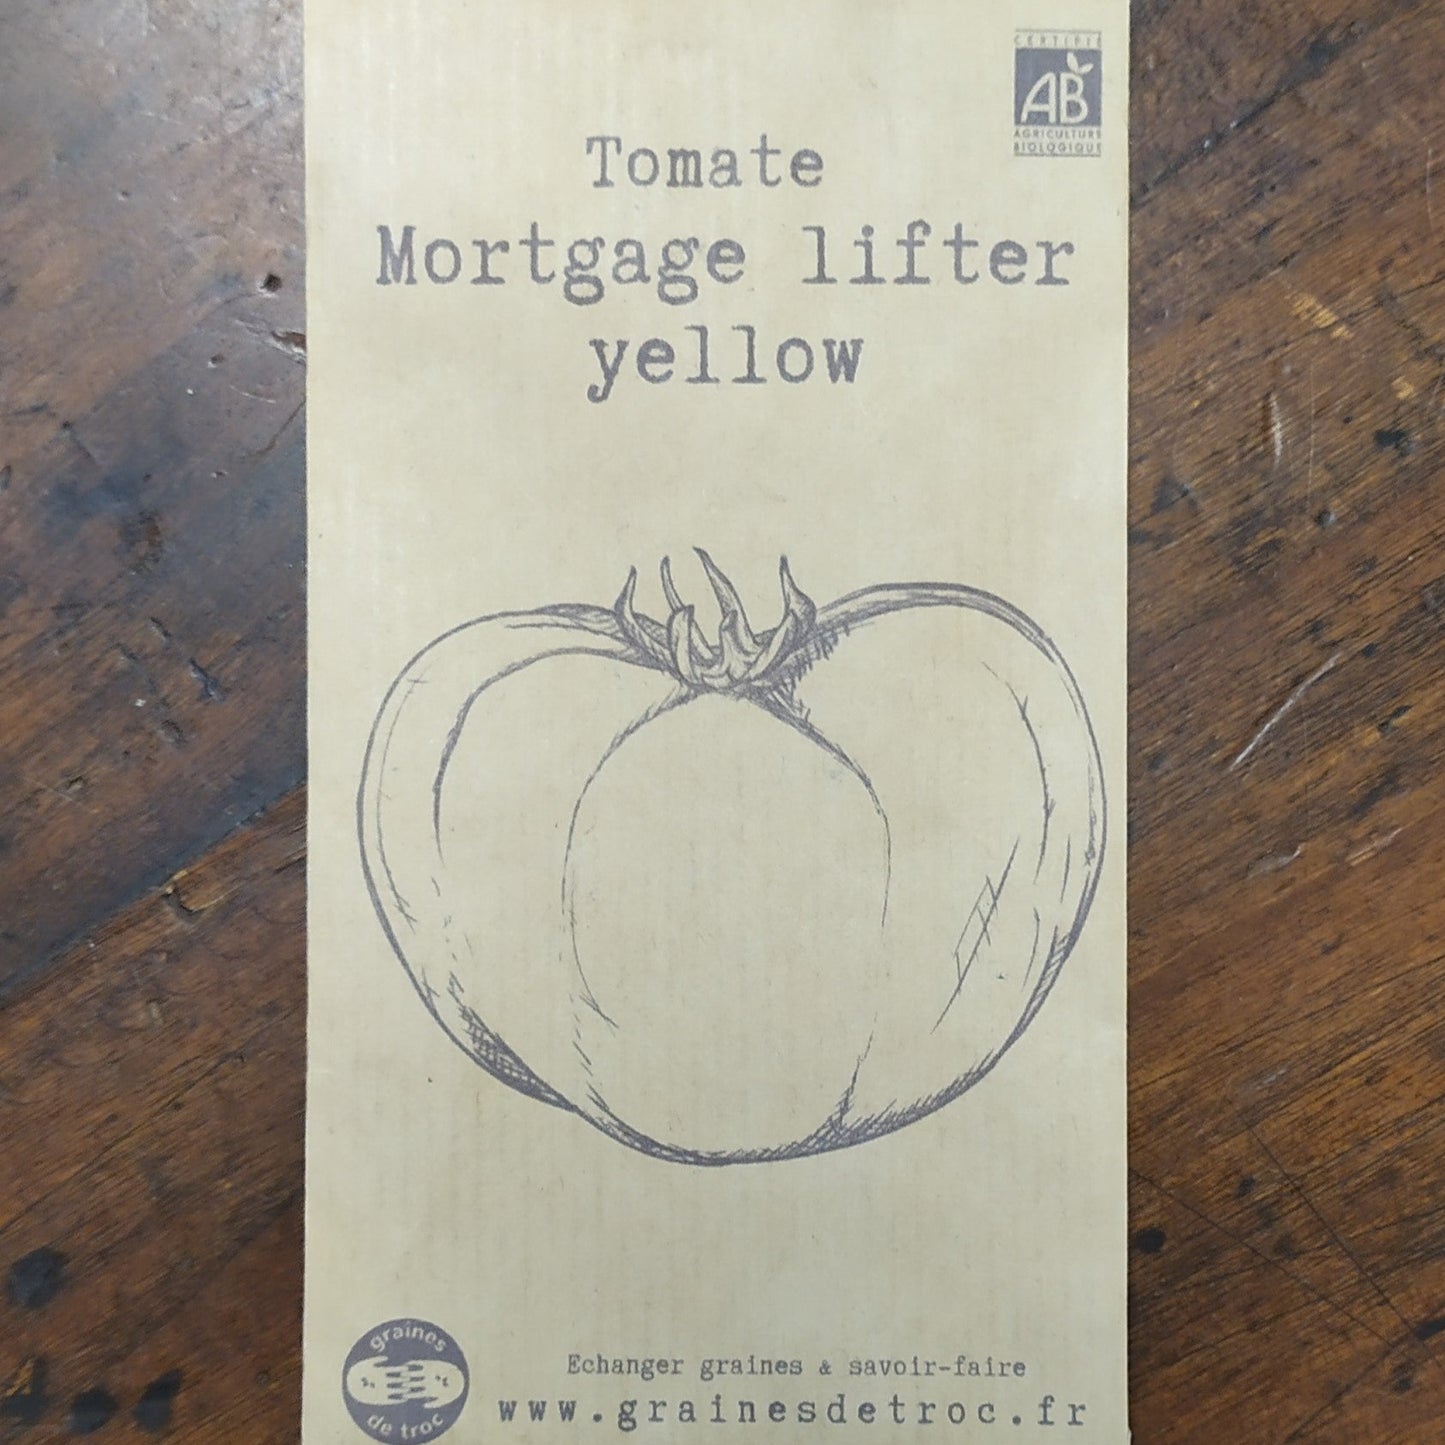 CERTIFIÉ
AB
AGRICULTURE
BIOLOGIQUE
Tomate
Mortgage lifter
yellow
graines
de troc
Echanger graines & savoir-faire
www.grainesdetroc.fr